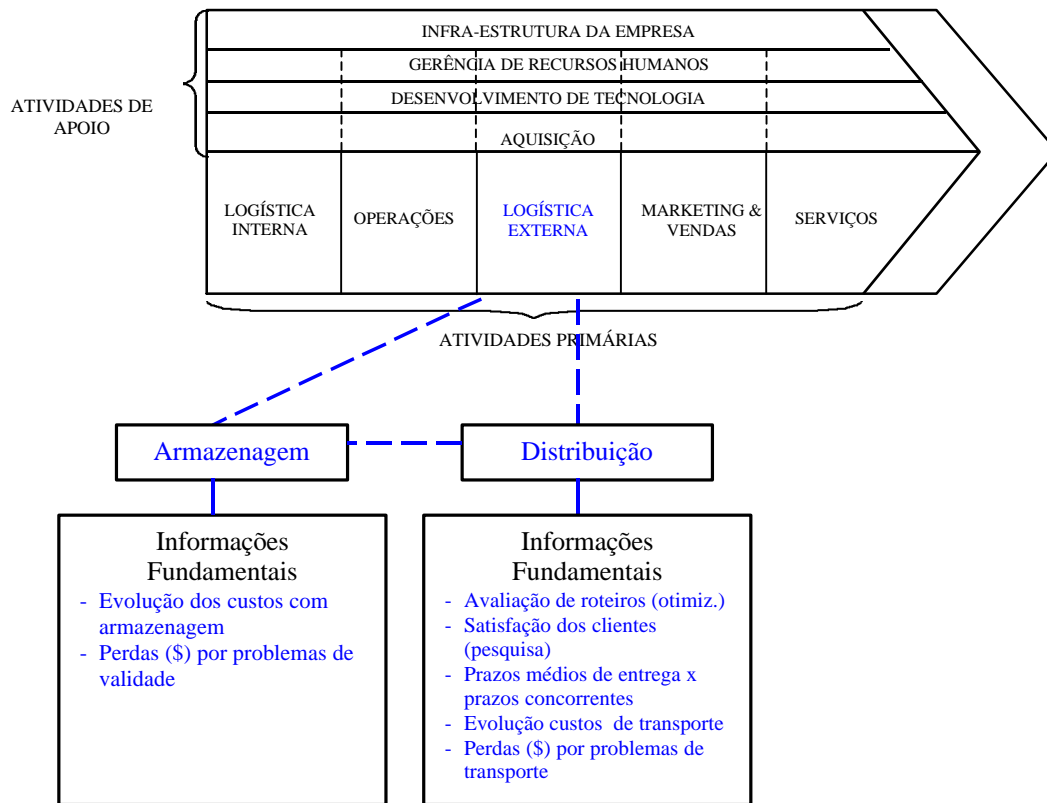 INFRA-ESTRUTURA DA EMPRESA
GERÊNCIA DE RECURSOS HUMANOS
DESENVOLVIMENTO DE TECNOLOGIA
AQUISIÇÃO
ATIVIDADES DE
APOIO
LOGÍSTICA
INTERNA
OPERAÇÕES
LOGÍSTICA
EXTERNA
MARKETING &
VENDAS
SERVIÇOS
ATIVIDADES PRIMÁRIAS
Armazenagem
Distribuição
Informações
Fundamentais
- Evolução dos custos com
armazenagem
- Perdas ($) por problemas de
validade
Informações
Fundamentais
- Avaliação de roteiros (otimiz.)
- Satisfação dos clientes
(pesquisa)
- Prazos médios de entrega x
prazos concorrentes
- Evolução custos de transporte
- Perdas ($) por problemas de
transporte